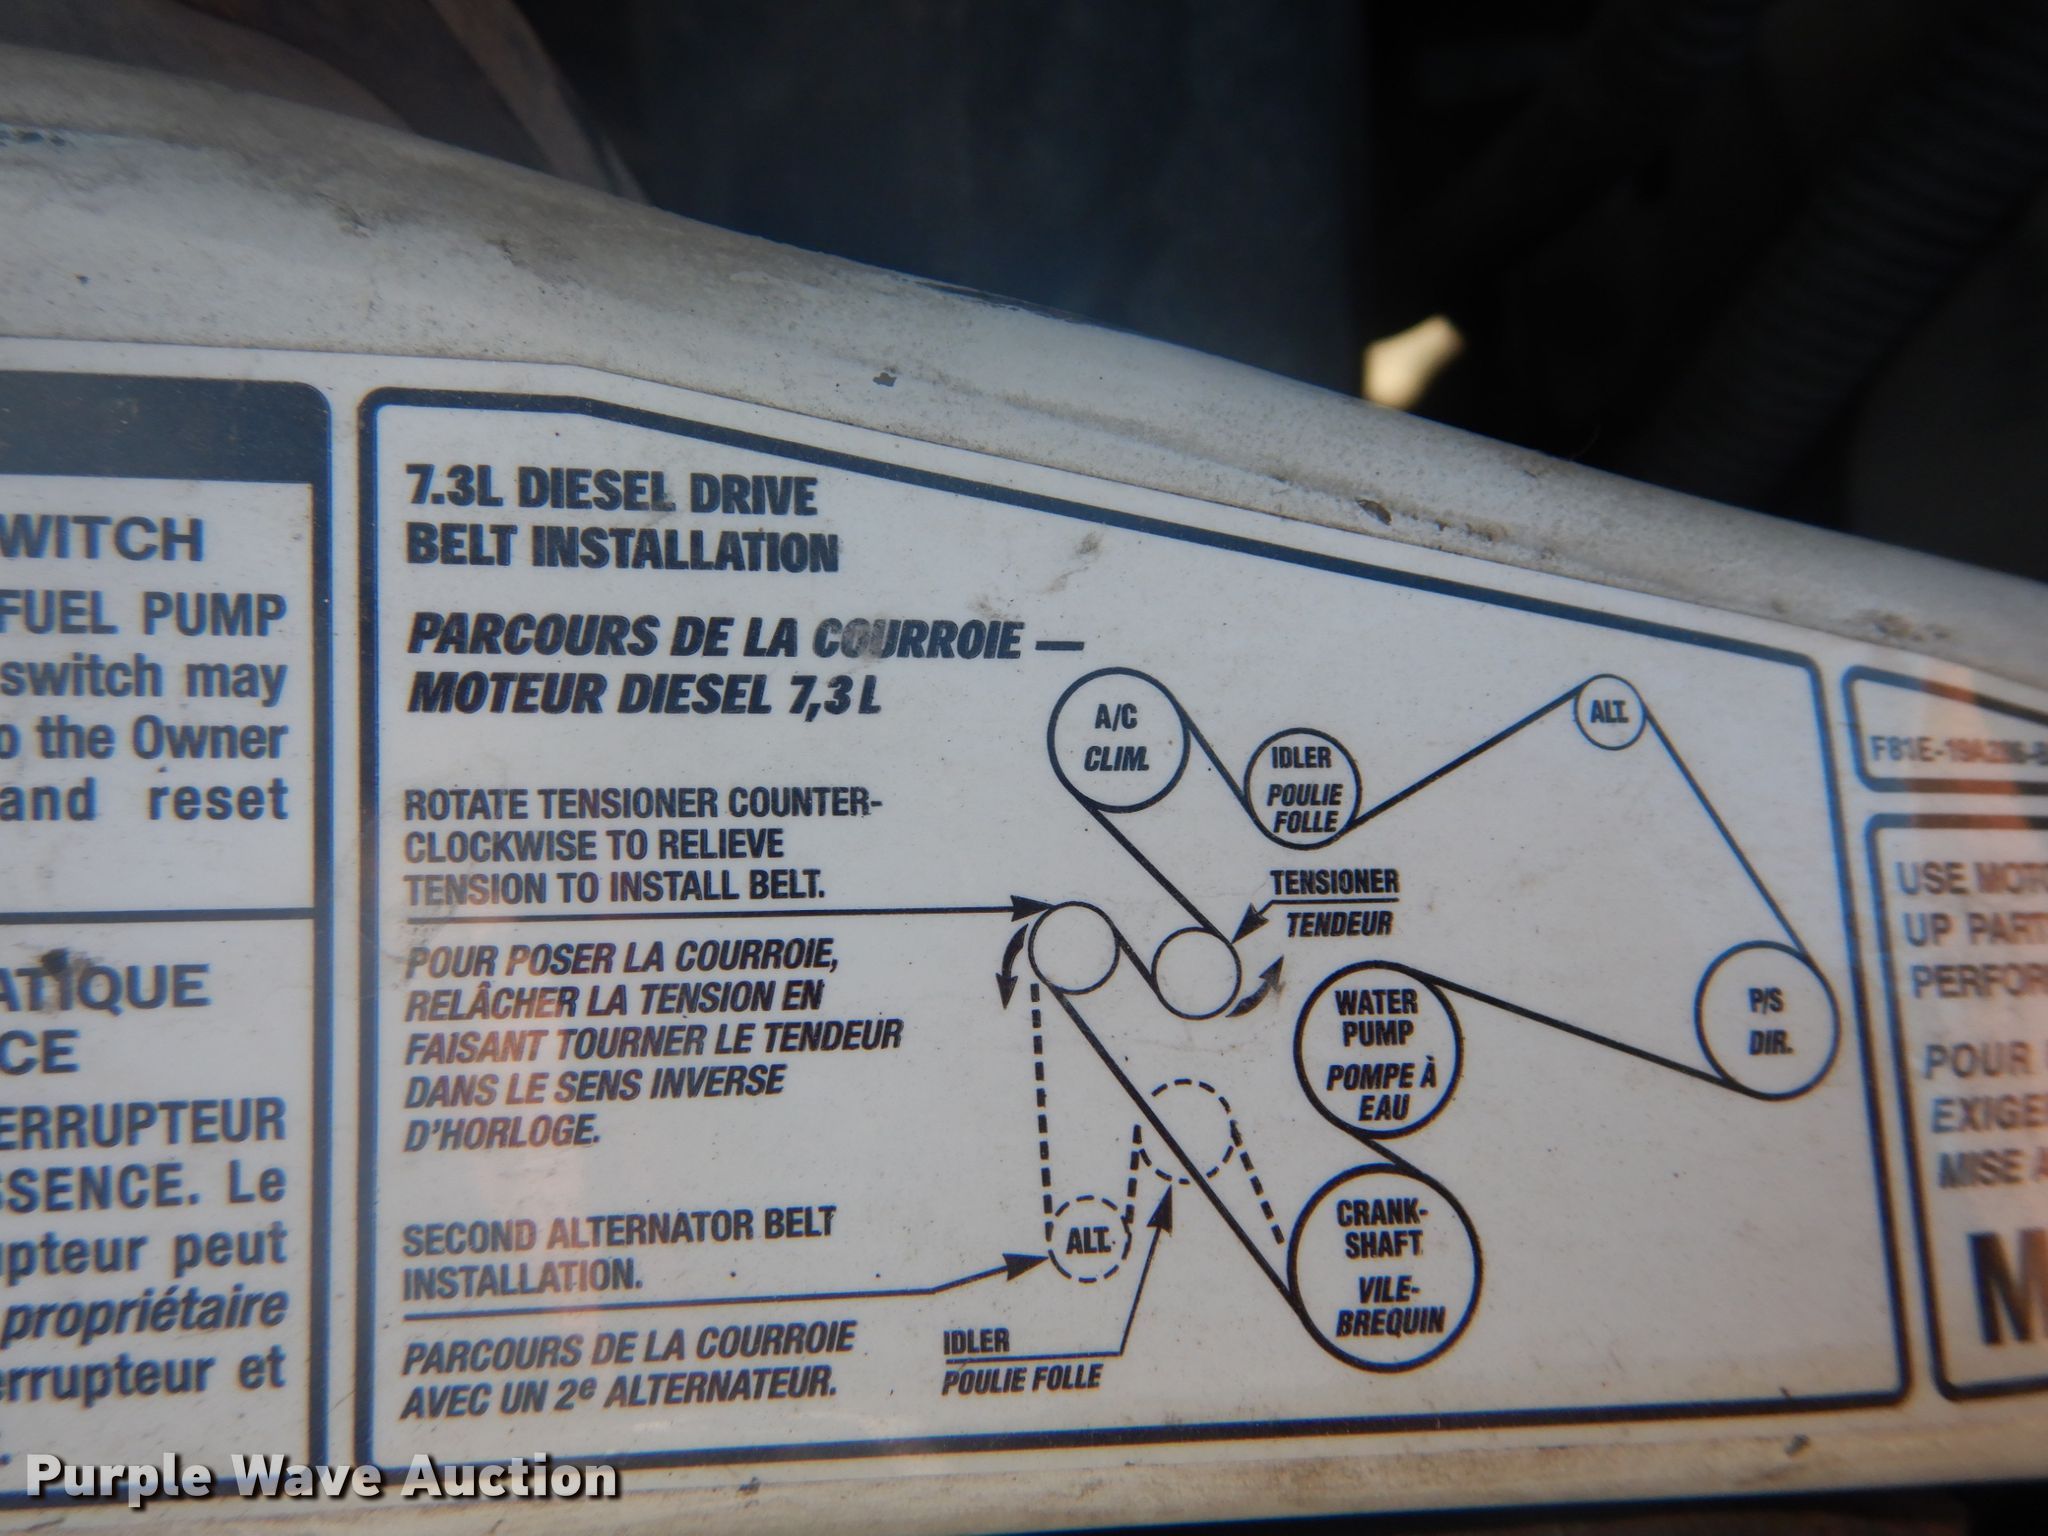 WITCH
FUEL PUMP
switch may
o the Owner
and reset
ATIQUE
CE
ERRUPTEUR
SSENCE. Le
upteur peut
propriétaire
errupteur et
7.3L DIESEL DRIVE
BELT INSTALLATION
PARCOURS DE LA COURROIE —
MOTEUR DIESEL 7,3 L
ROTATE TENSIONER COUNTER-
CLOCKWISE TO RELIEVE
TENSION TO INSTALL BELT.
POUR POSER LA COURROIE,
RELÂCHER LA TENSION EN
FAISANT TOURNER LE TENDEUR
DANS LE SENS INVERSE
D'HORLOGE.
SECOND ALTERNATOR BELT
INSTALLATION.
PARCOURS DE LA COURROIE
AVEC UN 2e ALTERNATEUR.
A/C
CLIM.
IDLER
POULIE
FOLLE
ALT.
TENSIONER
TENDEUR
WATER
PUMP
POMPE À
EAU
P/S
DIR.
ALT.
CRANK-
SHAFT
VILE-
BREQUIN
IDLER
POULIE FOLLE
USE MOTO
UP PART
PERFOR
POUR
EXIGE
MISE A
M
Purple Wave Auction